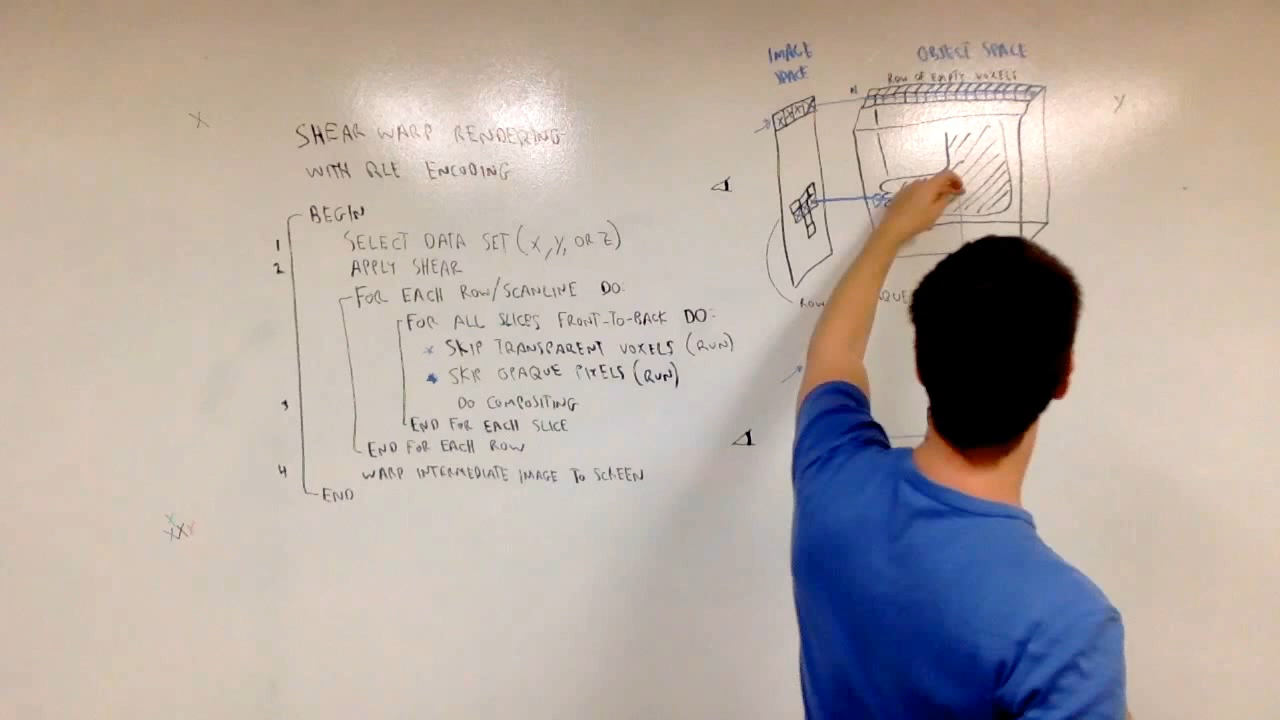 X
SHEAR WARP RENDERING
WITH RLE ENCODING
BEGIN
1 SELECT DATA SET (X, Y, OR Z)
2 APPLY SHEAR
FOR EACH ROW/SCANLINE DO:
FOR ALL SLICES FRONT-TO-BACK DO:
* SKIP TRANSPARENT VOXELS (RUN)
* SKIP OPAQUE PIXELS (RUN)
3 DO COMPOSITING
END FOR EACH SLICE
END FOR EACH ROW
4 WARP INTERMEDIATE IMAGE TO SCREEN
END
X
XXX
IMAGE
SPACE
OBJECT SPACE
ROW OF EMPTY VOXELS
Y
ROW